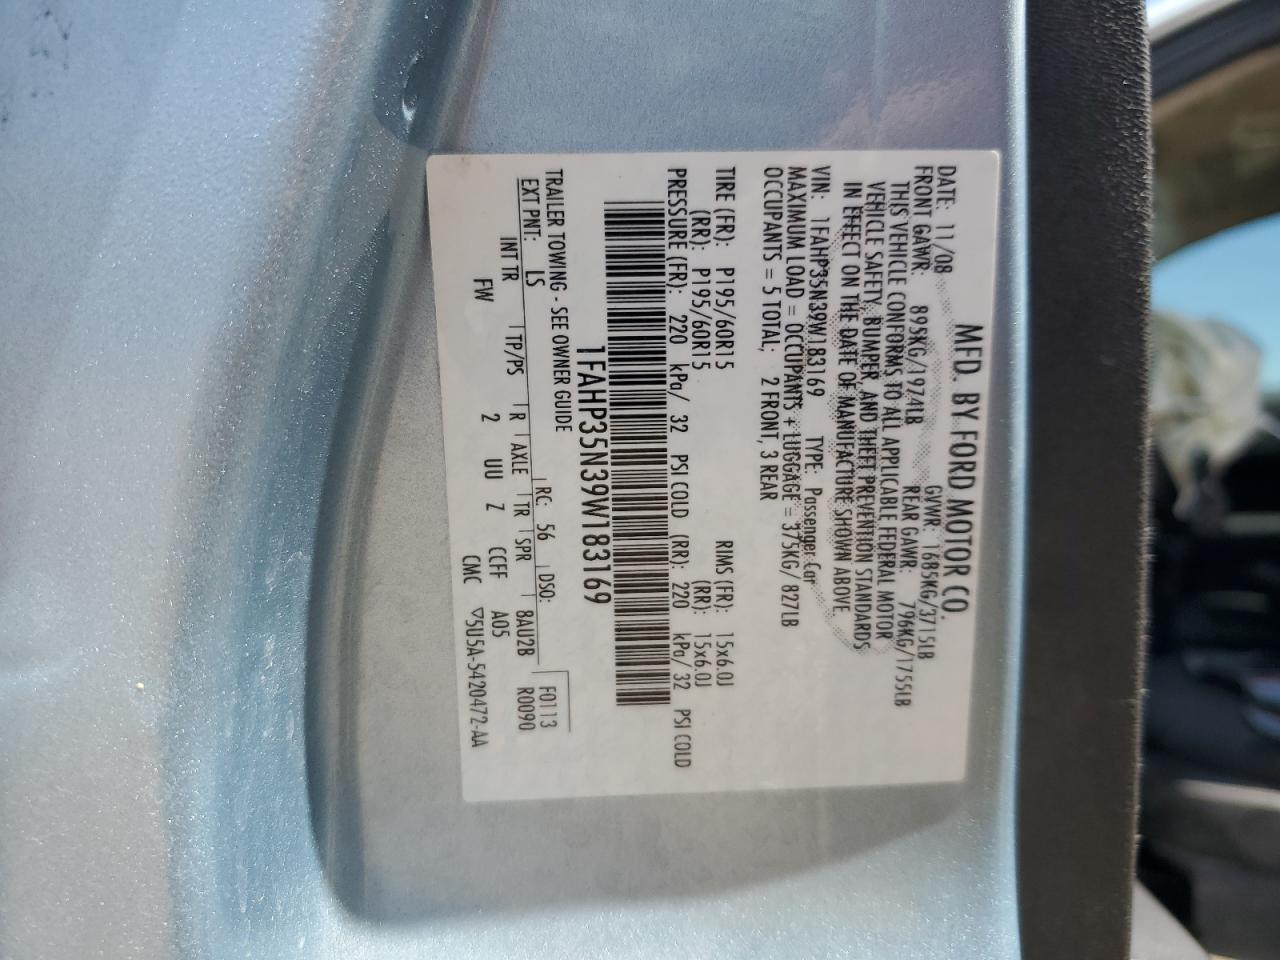 MFD. BY FORD MOTOR CO.
DATE: 11/08 GVWR: 1685KG/3715LB
FRONT GAWR: 895KG/1974LB REAR GAWR: 796KG/1755LB
THIS VEHICLE CONFORMS TO ALL APPLICABLE FEDERAL MOTOR
VEHICLE SAFETY, BUMPER, AND THEFT PREVENTION STANDARDS
IN EFFECT ON THE DATE OF MANUFACTURE SHOWN ABOVE
VIN: 1FAHP35N39W183169 TYPE: Passenger Car
MAXIMUM LOAD = OCCUPANTS + LUGGAGE = 375KG/ 827LB
OCCUPANTS = 5 TOTAL, 2 FRONT, 3 REAR
TIRE (FR): P195/60R15 RIMS (FR): 15x6.0J
(RR): P195/60R15 (RR): 15x6.0J
PRESSURE (FR): 220 kPa/ 32 PSI COLD (RR): 220 kPa/ 32 PSI COLD
1FAHP35N39W183169
TRAILER TOWING - SEE OWNER GUIDE
F0113
EXT PNT: LS RC: 56 DSO: R0090
INT TR TP/PS R AXLE TR SPR 8AU2B
FW 2 UU Z CCFF A05
CMC ▽5U5A-5420472-AA